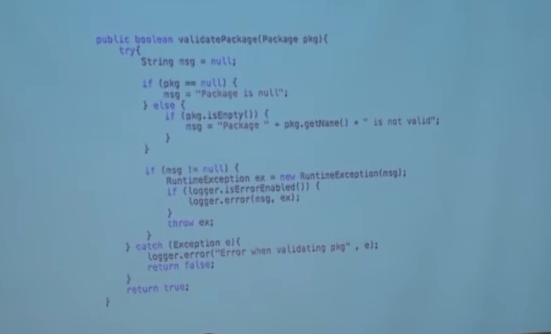 public boolean validatePackage(Package pkg){
try{
String msg = null;
if (pkg == null) {
msg = "Package is null";
} else {
if (pkg.isEmpty()) {
msg = "Package " + pkg.getName() + " is not valid";
}
}
if (msg != null) {
RuntimeException ex = new RuntimeException(msg);
if (logger.isErrorEnabled()) {
logger.error(msg, ex);
}
throw ex;
}
} catch (Exception e){
logger.error("Error when validating pkg" , e);
return false;
}
return true;
}